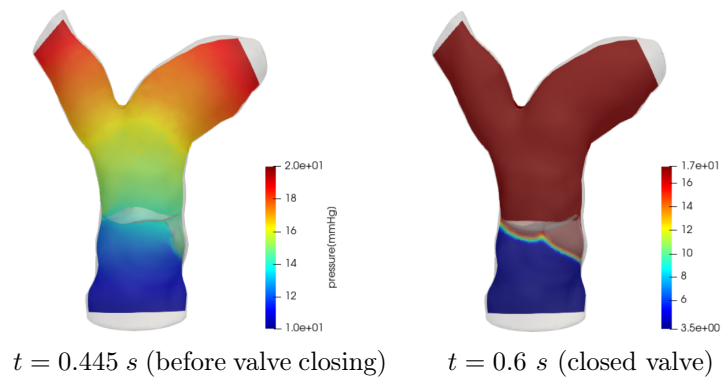 2.0e+01
18
16
14
12
1.0e+01
pressure(mmHg)
1.7e+01
16
14
12
10
8
6
3.5e+00
t = 0.445 s (before valve closing)
t = 0.6 s (closed valve)